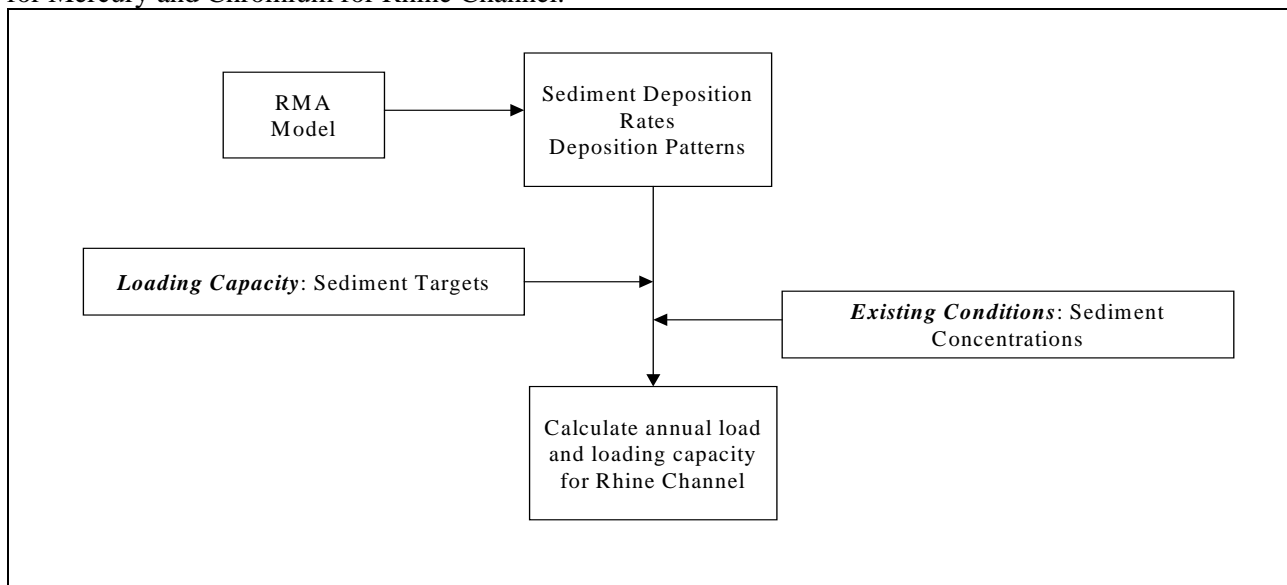 for Mercury and Chromium for Rhine Channel.
RMA
Model
Sediment Deposition
Rates
Deposition Patterns
Loading Capacity: Sediment Targets
Existing Conditions: Sediment
Concentrations
Calculate annual load
and loading capacity
for Rhine Channel